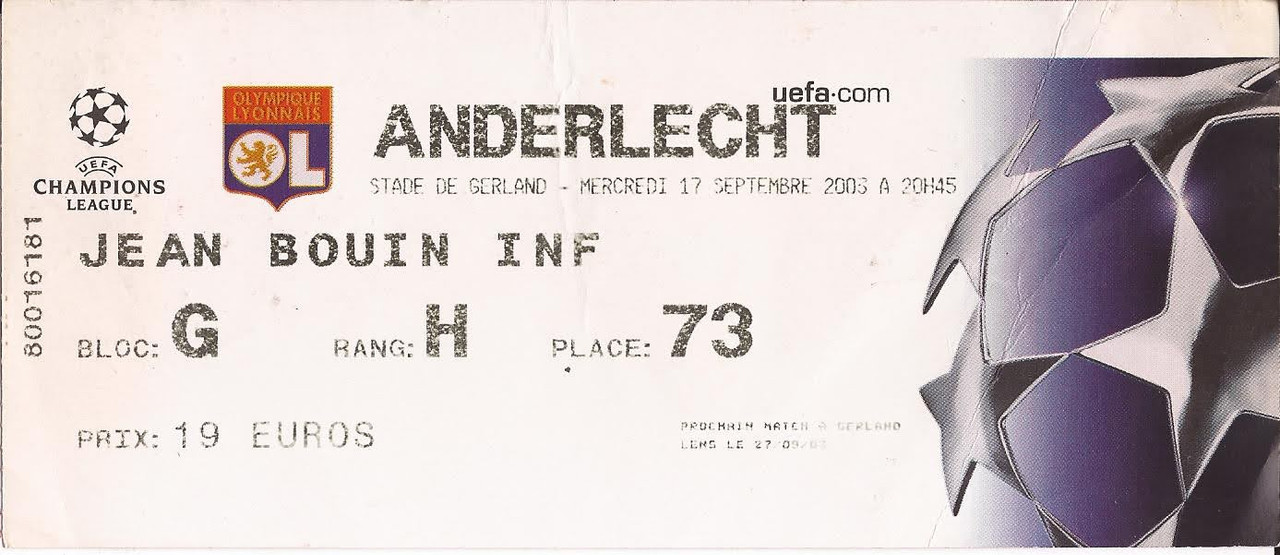 uefa.com
OLYMPIQUE
LYONNAIS
OL
ANDERLECHT
UEFA
CHAMPIONS
LEAGUE
STADE DE GERLAND - MERCREDI 17 SEPTEMBRE 2003 A 20H45
80016181
JEAN BOUIN INF
BLOC: G RANG: H PLACE: 73
PRIX: 19 EUROS
PROCHAIN MATCH A GERLAND
LENS LE 27/09/03